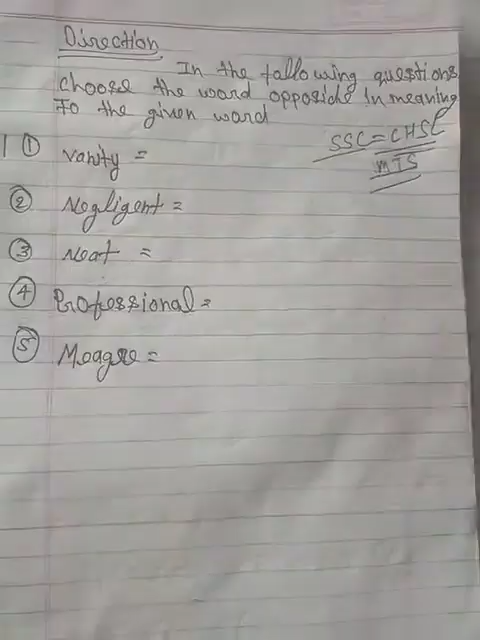 Direction
In the following questions
choose the word opposide in meaning
To the given word
SSC = CHSL
MTS
1 ① Vanity =
② Negligent =
③ Neat =
④ Professional =
⑤ Meagre =